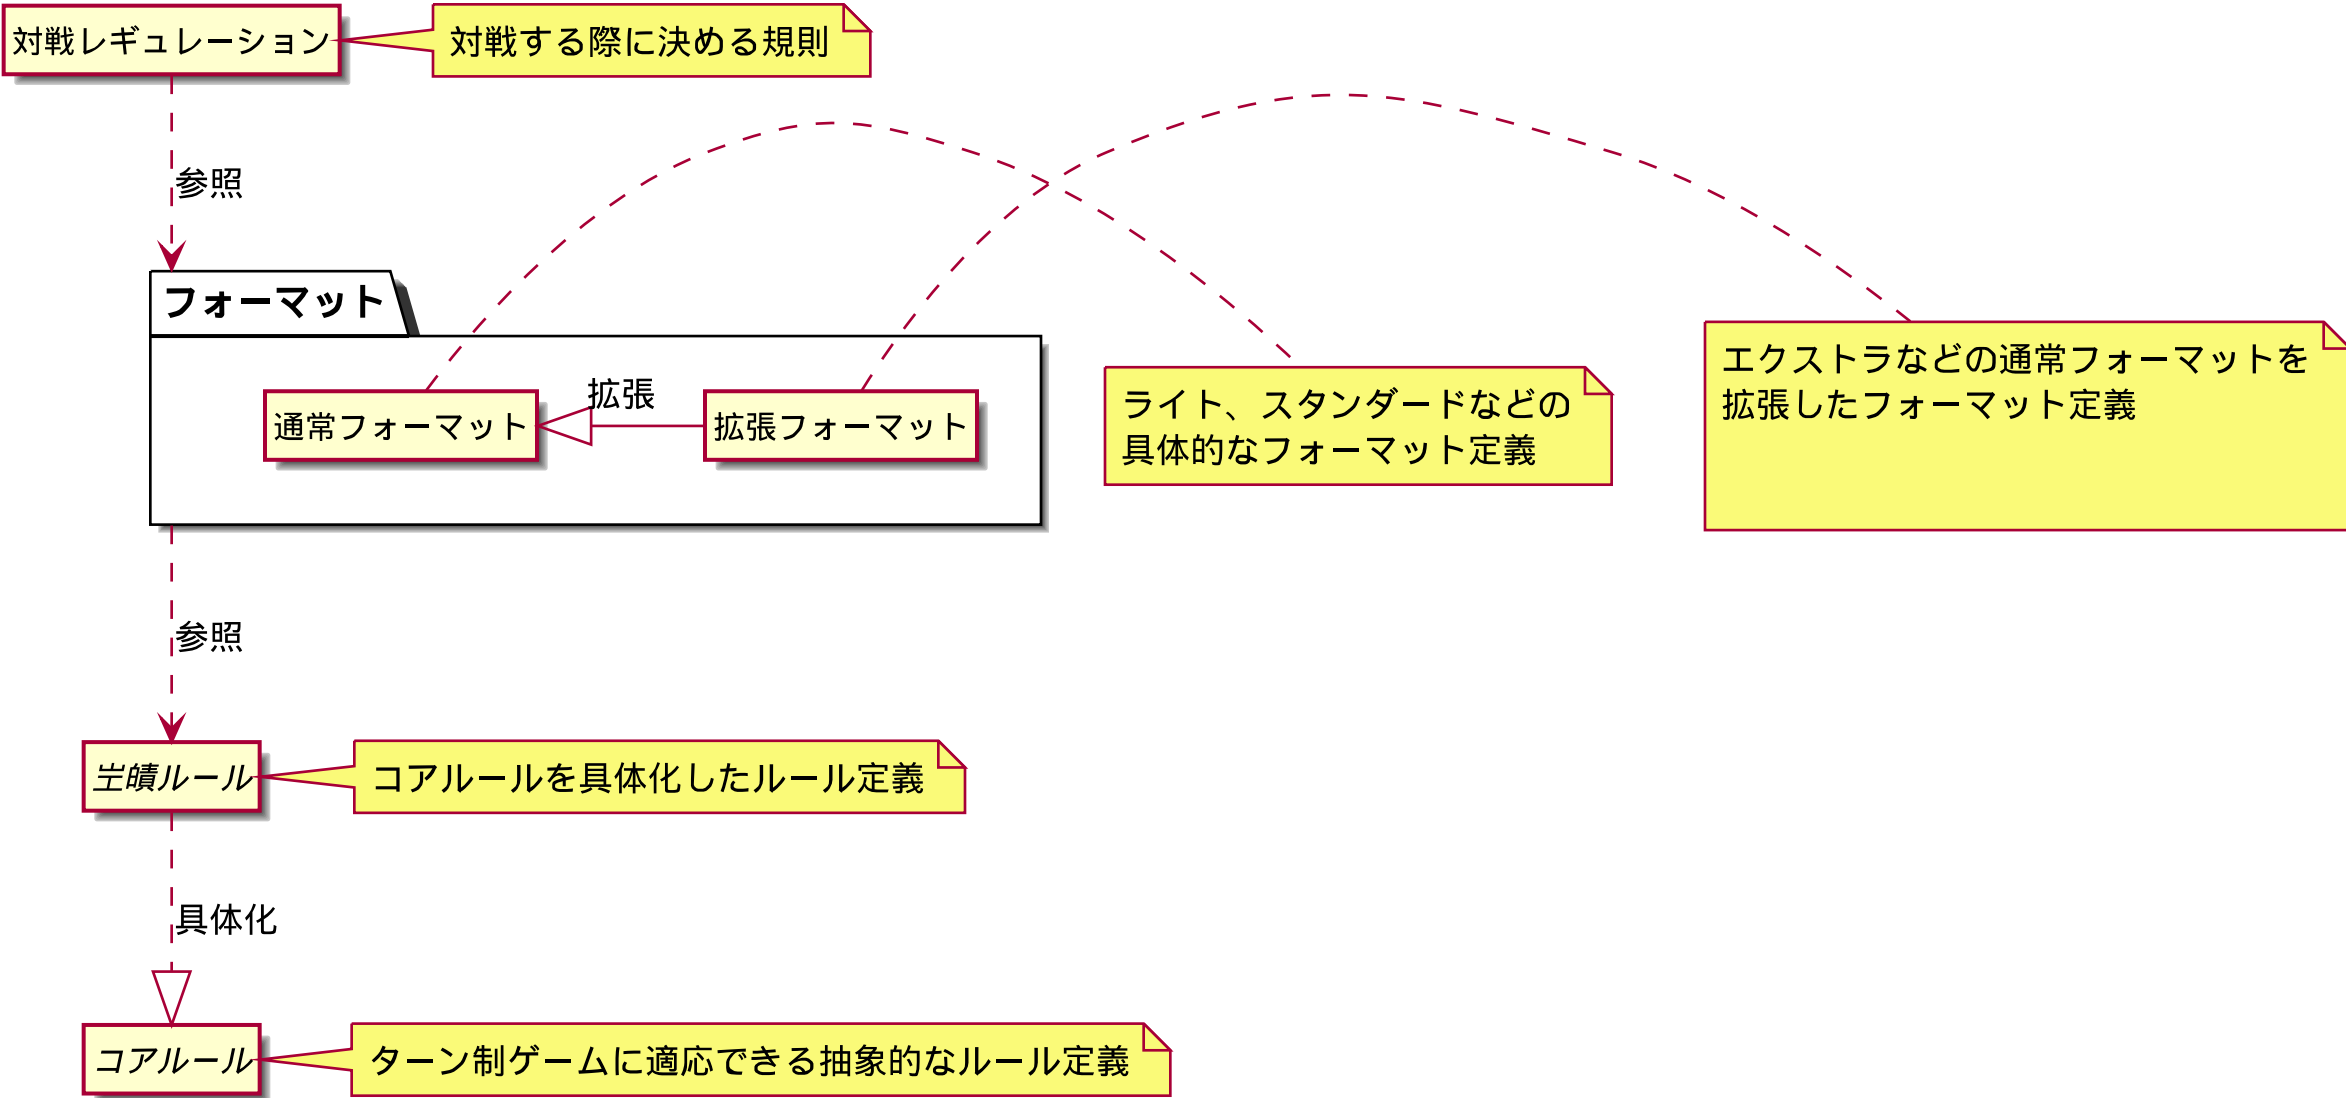 対戦レギュレーション
対戦する際に決める規則
参照
フォーマット
通常フォーマット
拡張
拡張フォーマット
ライト、スタンダードなどの
具体的なフォーマット定義
エクストラなどの通常フォーマットを
拡張したフォーマット定義
参照
ルール
コアルールを具体化したルール定義
具体化
コアルール
ターン制ゲームに適応できる抽象的なルール定義